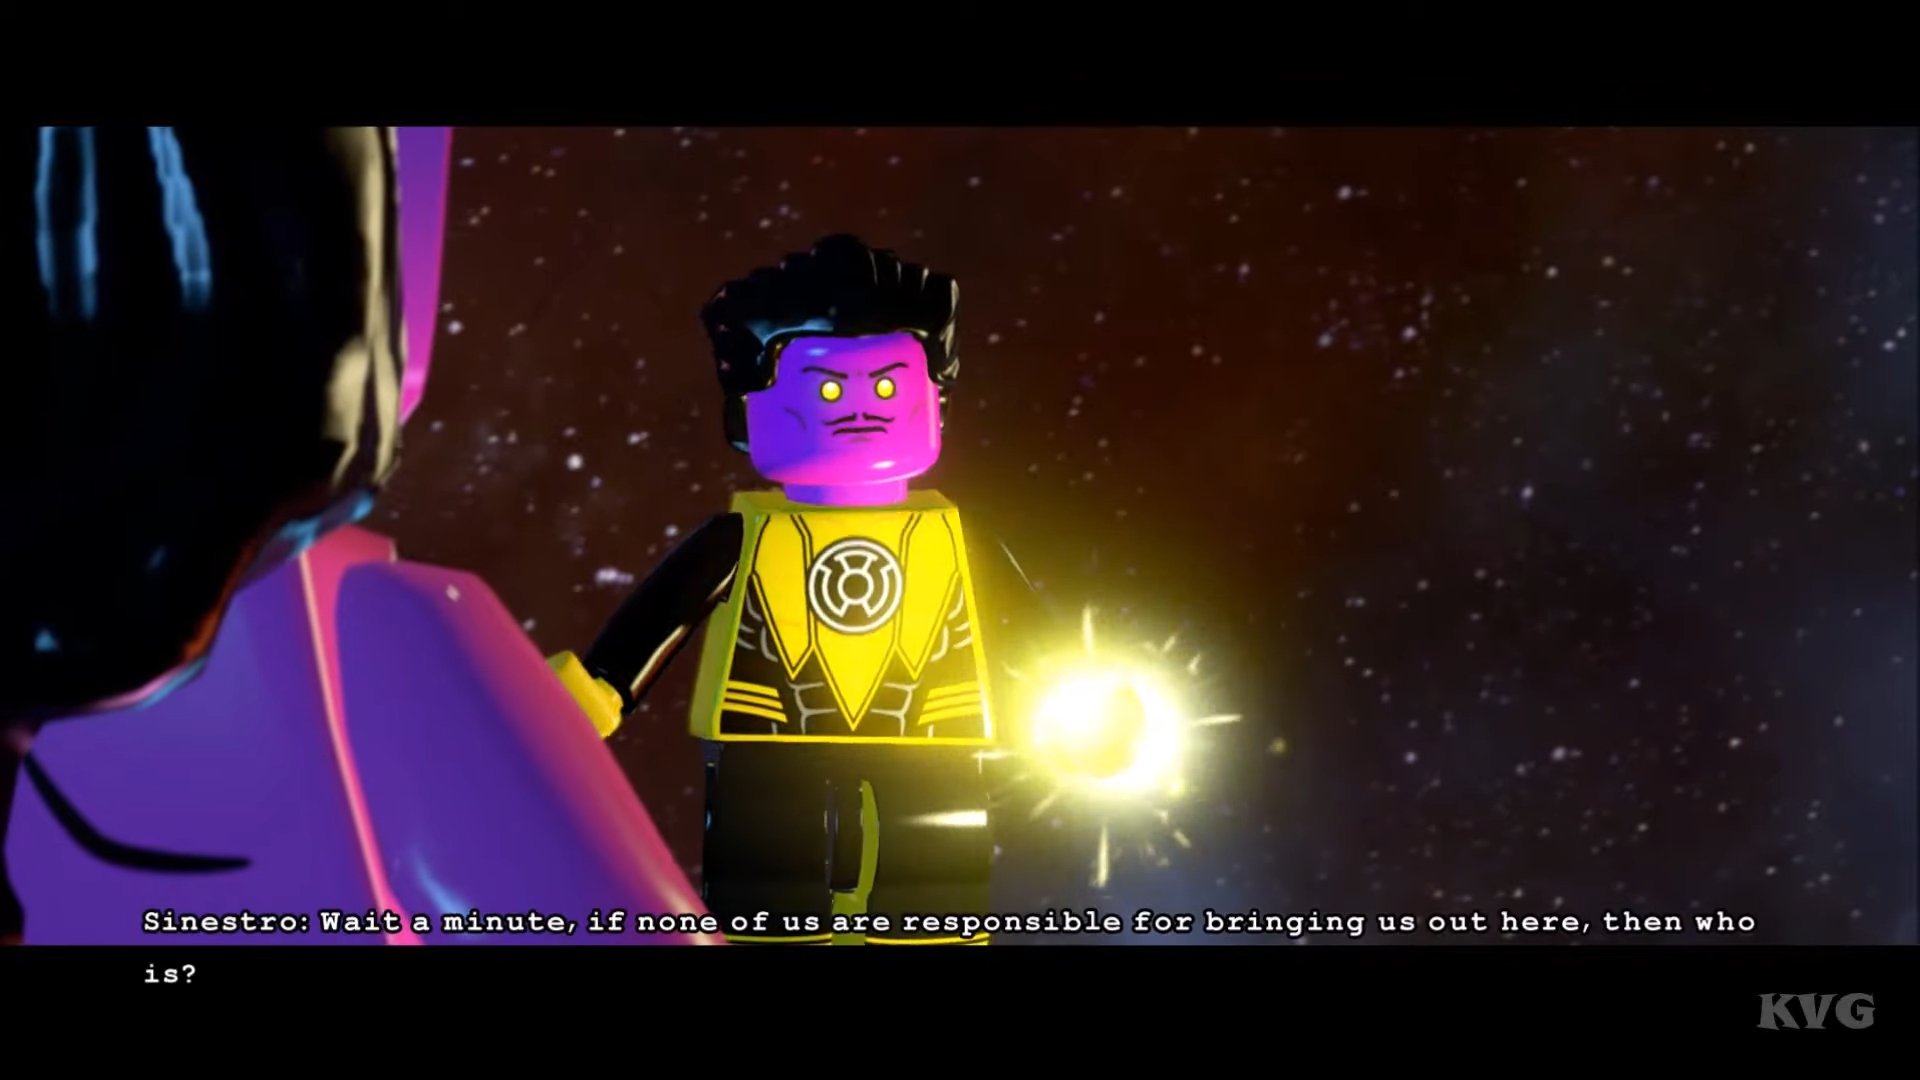 Sinestro: Wait a minute, if none of us are responsible for bringing us out here, then who
is?
KVG